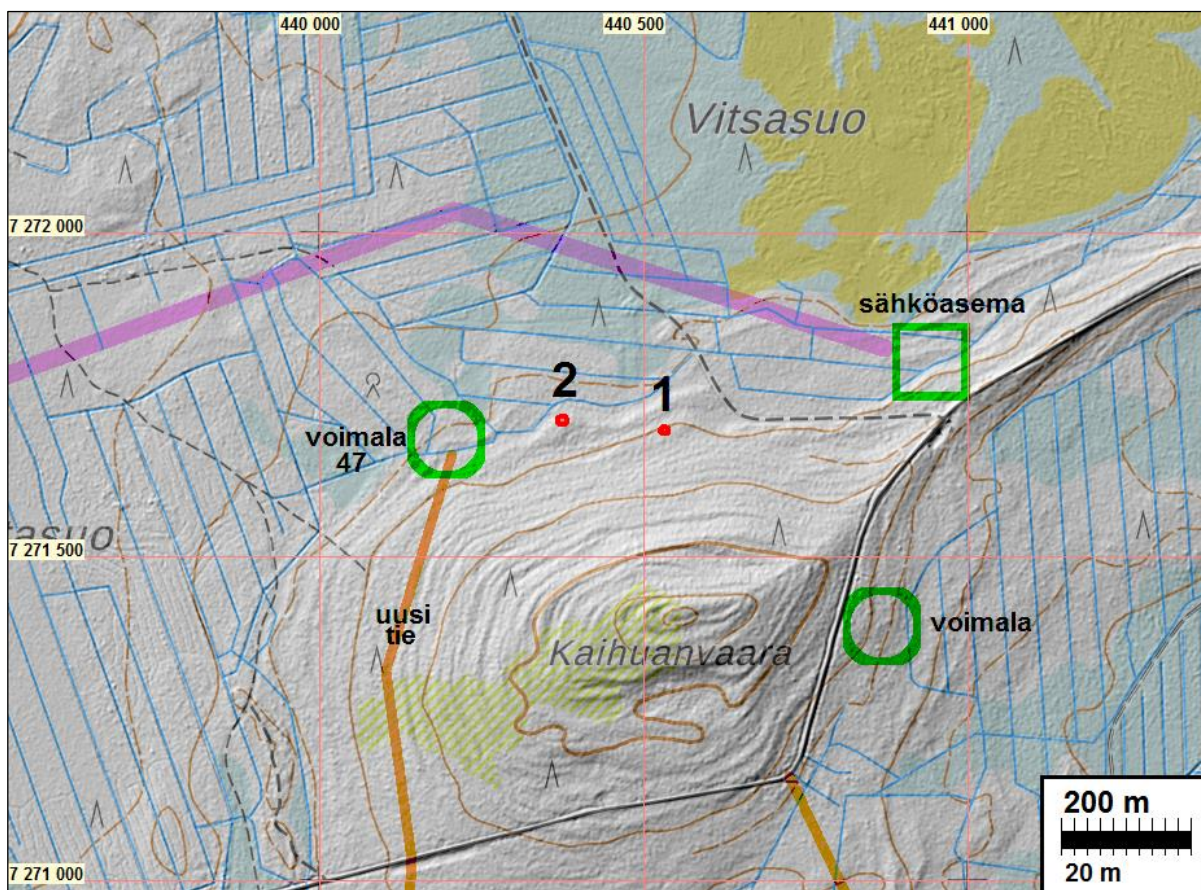 440 000
440 500
441 000
Vitsasuo
7 272 000
sähköasema
2
1
voimala
47
tasuo
7 271 500
uusi
tie
Kaihuanvaara
voimala
200 m
20 m
7 271 000